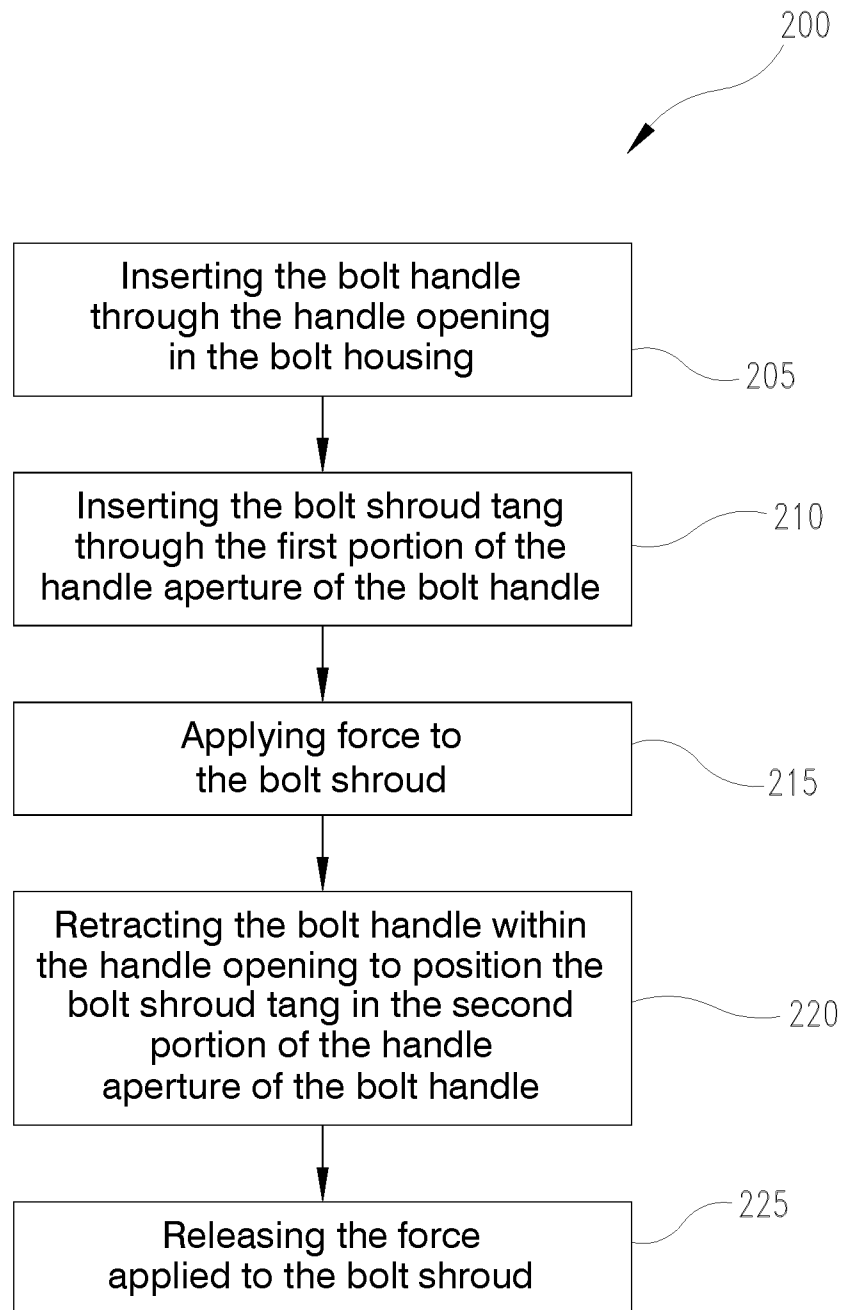 200
Inserting the bolt handle
through the handle opening
in the bolt housing
205
Inserting the bolt shroud tang
through the first portion of the
handle aperture of the bolt handle
210
Applying force to
the bolt shroud
215
Retracting the bolt handle within
the handle opening to position the
bolt shroud tang in the second
portion of the handle
aperture of the bolt handle
220
Releasing the force
applied to the bolt shroud
225